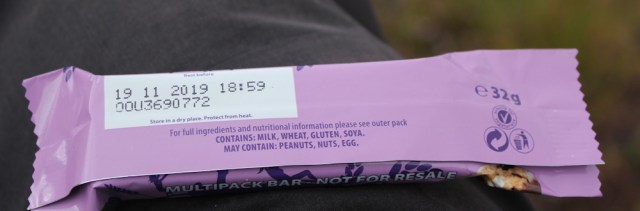 19 11 2019 18:59
00U3690772
Store in a dry place. Protect from heat.
For full ingredients and nutritional information please see outer pack
CONTAINS: MILK, WHEAT, GLUTEN, SOYA.
MAY CONTAIN: PEANUTS, NUTS, EGG.
℮32g
MULTIPACK BAR - NOT FOR RESALE